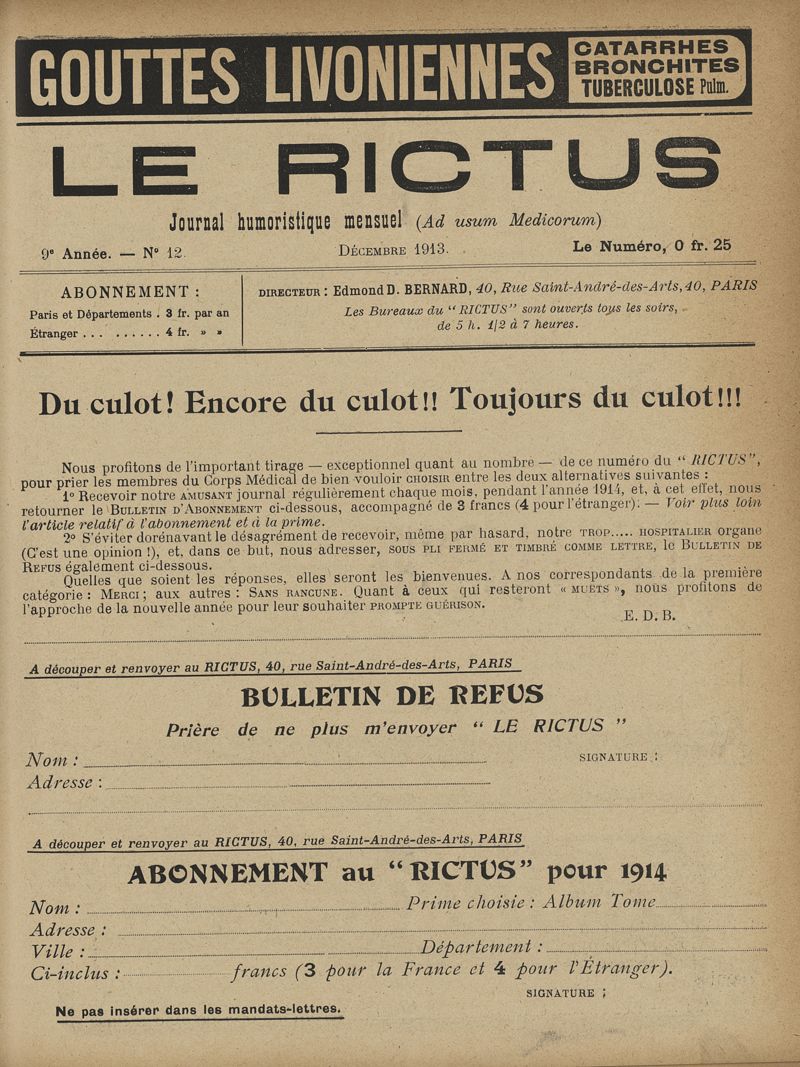 GOUTTES LIVONIENNES
CATARRHES
BRONCHITES
TUBERCULOSE Pulm.
LE RICTUS
Journal humoristique mensuel (Ad usum Medicorum)
9e Année. — No 12. DÉCEMBRE 1913. Le Numéro, 0 fr. 25
ABONNEMENT :
Paris et Départements . 3 fr. par an
Étranger . . . ...... 4 fr. » »
DIRECTEUR : Edmond D. BERNARD, 40, Rue Saint-André-des-Arts, 40, PARIS
Les Bureaux du “ RICTUS” sont ouverts tous les soirs,
de 5 h. 1/2 à 7 heures.
Du culot! Encore du culot!! Toujours du culot!!!
Nous profitons de l'important tirage — exceptionnel quant au nombre — de ce numéro du “ RICTUS”,
pour prier les membres du Corps Médical de bien vouloir CHOISIR entre les deux alternatives suivantes :
1o Recevoir notre AMUSANT journal régulièrement chaque mois, pendant l'année 1914, et, à cet effet, nous
retourner le BULLETIN D'ABONNEMENT ci-dessous, accompagné de 3 francs (4 pour l'étranger). — Voir plus loin
l'article relatif à l'abonnement et à la prime.
2o S'éviter dorénavant le désagrément de recevoir, même par hasard, notre TROP..... HOSPITALIER organe
(C'est une opinion !), et, dans ce but, nous adresser, SOUS PLI FERMÉ ET TIMBRÉ COMME LETTRE, le BULLETIN DE
REFUS également ci-dessous.
Quelles que soient les réponses, elles seront les bienvenues. A nos correspondants de la première
catégorie : MERCI ; aux autres : SANS RANCUNE. Quant à ceux qui resteront « MUETS », nous profitons de
l'approche de la nouvelle année pour leur souhaiter PROMPTE GUÉRISON.
E. D. B.
A découper et renvoyer au RICTUS, 40, rue Saint-André-des-Arts, PARIS
BULLETIN DE REFUS
Prière de ne plus m'envoyer “ LE RICTUS ”
Nom : SIGNATURE :
Adresse :
A découper et renvoyer au RICTUS, 40, rue Saint-André-des-Arts, PARIS
ABONNEMENT au “ RICTUS” pour 1914
Nom : Prime choisie : Album Tome
Adresse :
Ville : Département :
Ci-inclus : francs (3 pour la France et 4 pour l'Étranger).
SIGNATURE :
Ne pas insérer dans les mandats-lettres.